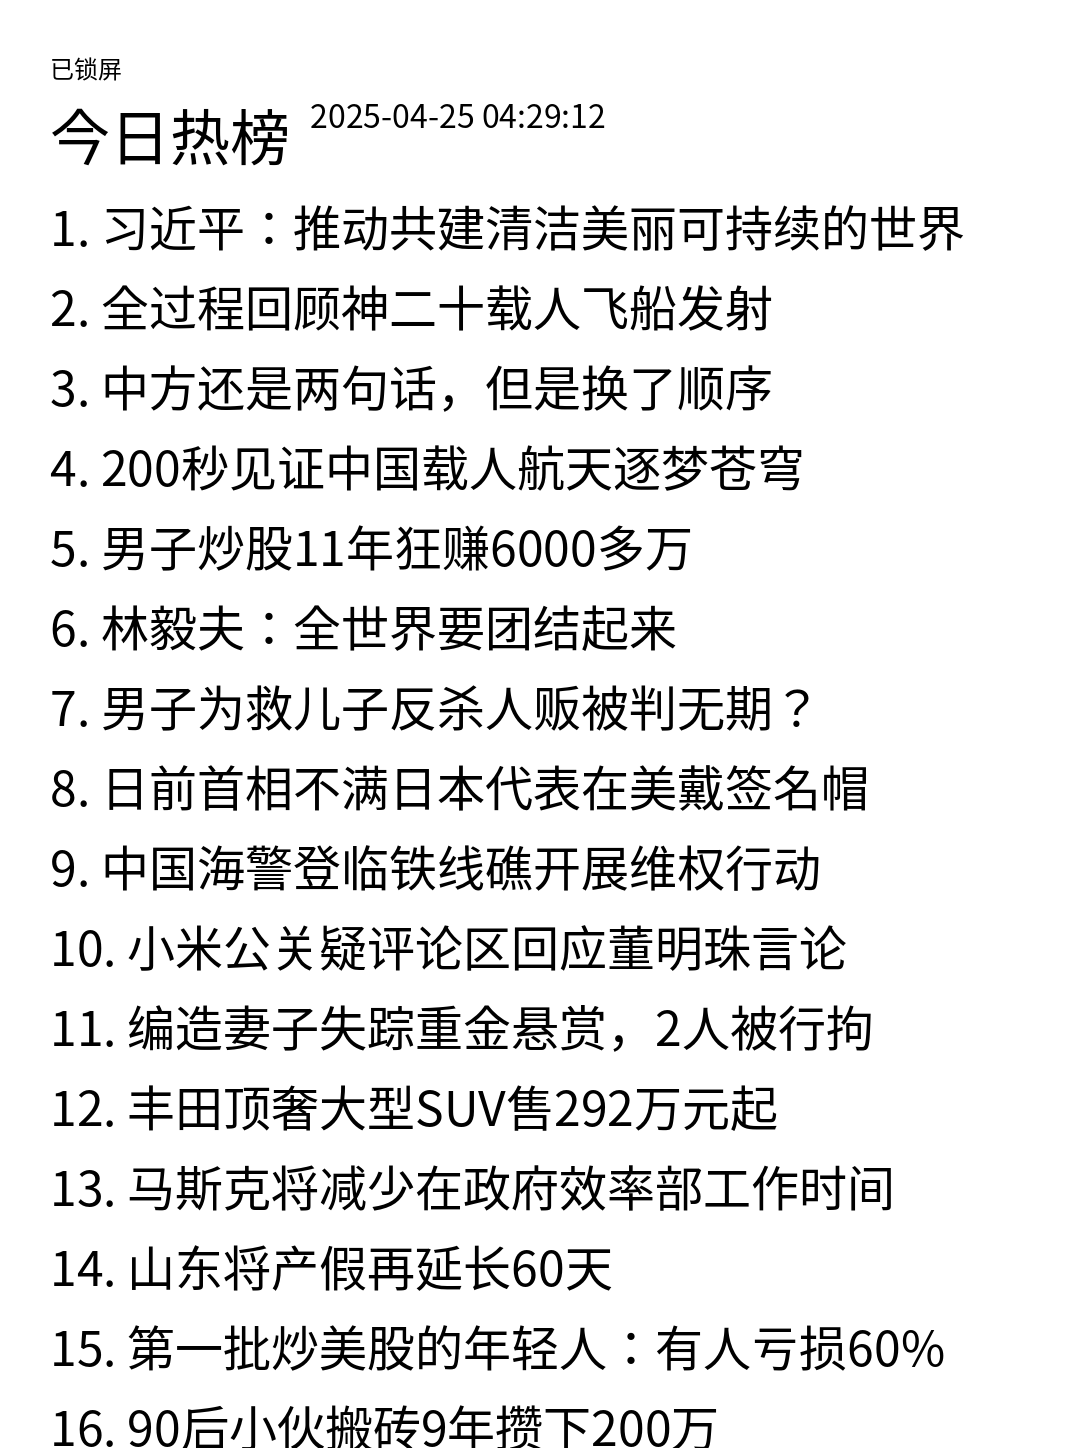 已锁屏
今日热榜 2025-04-25 04:29:12
1. 习近平：推动共建清洁美丽可持续的世界
2. 全过程回顾神二十载人飞船发射
3. 中方还是两句话，但是换了顺序
4. 200秒见证中国载人航天逐梦苍穹
5. 男子炒股11年狂赚6000多万
6. 林毅夫：全世界要团结起来
7. 男子为救儿子反杀人贩被判无期？
8. 日前首相不满日本代表在美戴签名帽
9. 中国海警登临铁线礁开展维权行动
10. 小米公关疑评论区回应董明珠言论
11. 编造妻子失踪重金悬赏，2人被行拘
12. 丰田顶奢大型SUV售292万元起
13. 马斯克将减少在政府效率部工作时间
14. 山东将产假再延长60天
15. 第一批炒美股的年轻人：有人亏损60%
16. 90后小伙搬砖9年攒下200万